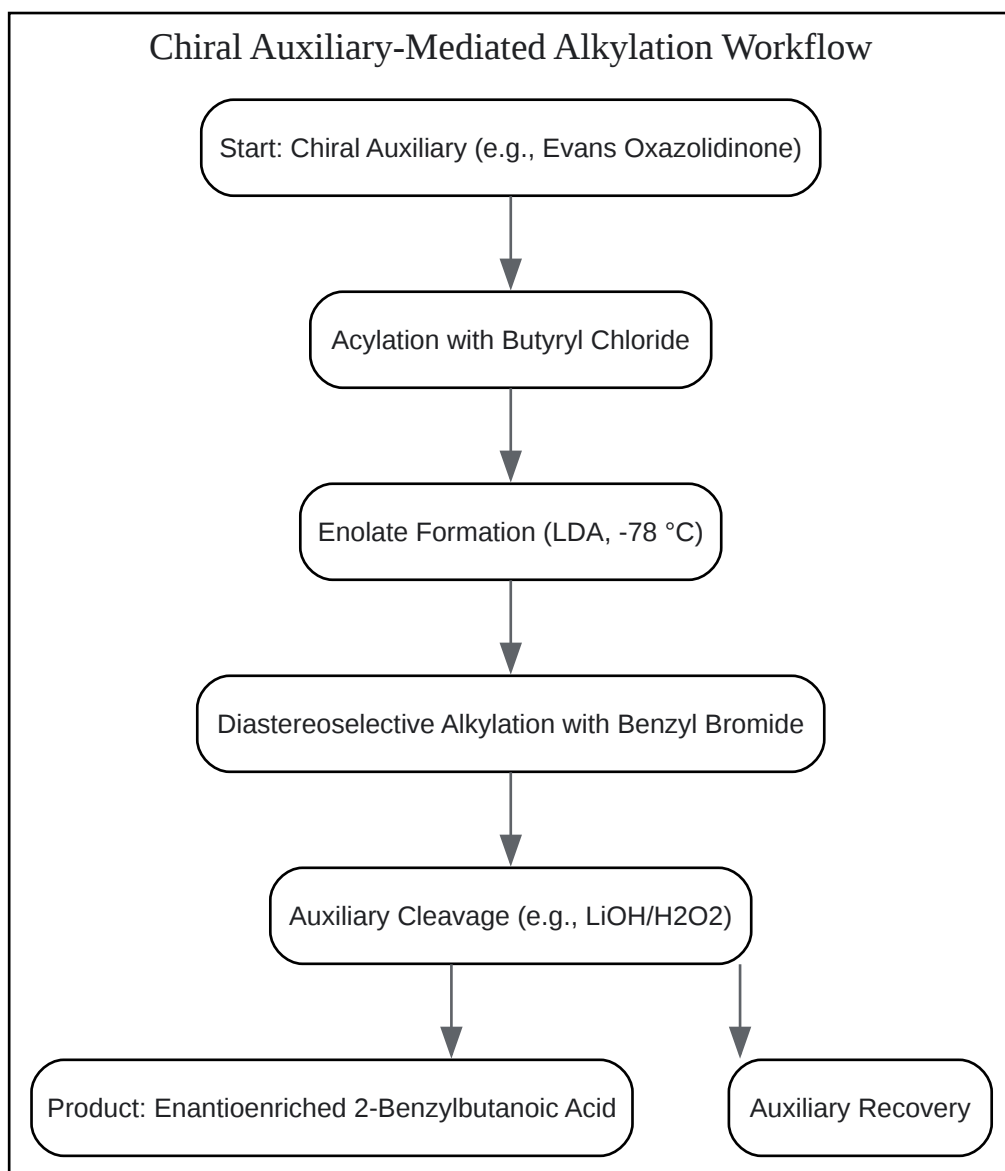 Chiral Auxiliary-Mediated Alkylation Workflow
Start: Chiral Auxiliary (e.g., Evans Oxazolidinone)
Acylation with Butyryl Chloride
Enolate Formation (LDA, -78 °C)
Diastereoselective Alkylation with Benzyl Bromide
Auxiliary Cleavage (e.g., LiOH/H2O2)
Product: Enantioenriched 2-Benzylbutanoic Acid
Auxiliary Recovery